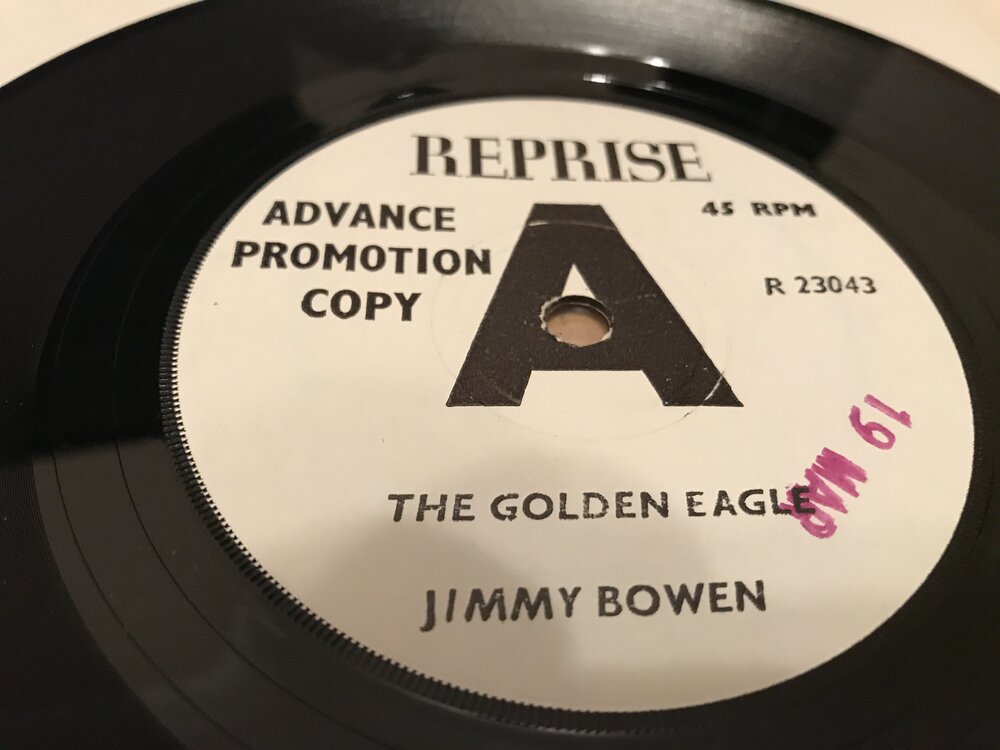 REPRISE
ADVANCE
PROMOTION
COPY
A
45 RPM
R 23043
19 MAR
THE GOLDEN EAGLE
JIMMY BOWEN